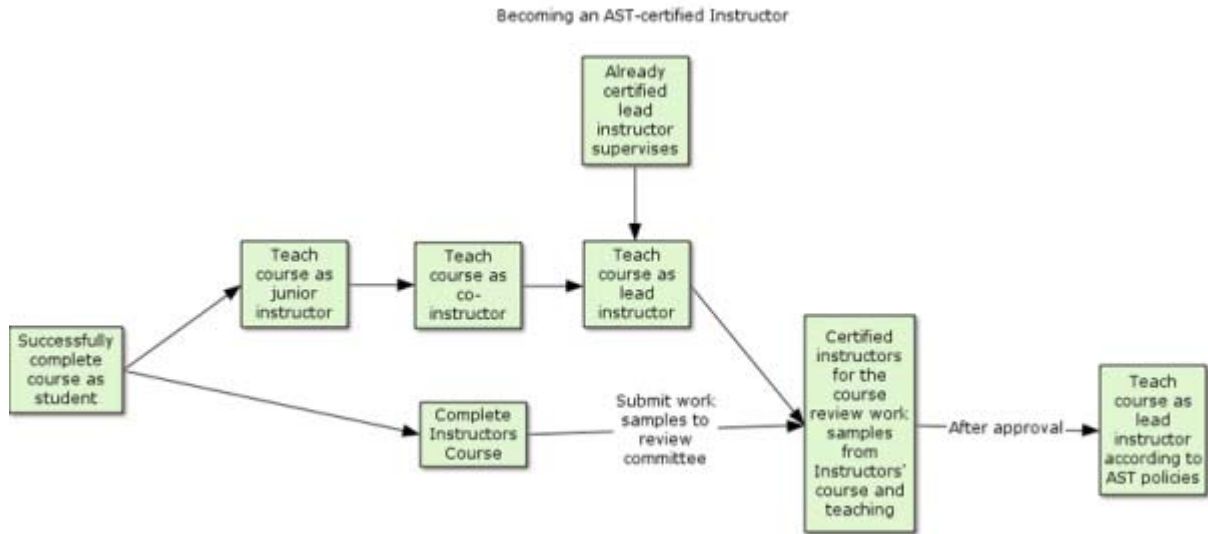 Becoming an AST-certified Instructor
Already
certified
lead
instructor
supervises
Teach
course as
junior
instructor
Teach
course as
co-
instructor
Teach
course as
lead
instructor
Successfully
complete
course as
student
Complete
Instructors
Course
Submit work
samples to
review
committee
Certified
instructors
for the
course
review work
samples
from
Instructors'
course and
teaching
After approval
Teach
course as
lead
instructor
according to
AST policies